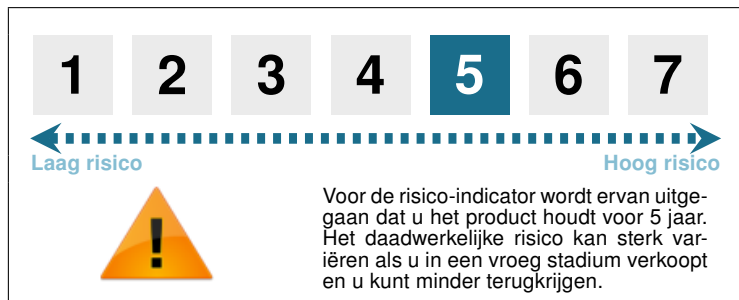 1 2 3 4 5 6 7
Laag risico Hoog risico
!
Voor de risico-indicator wordt ervan uitge-
gaan dat u het product houdt voor 5 jaar.
Het daadwerkelijke risico kan sterk var-
iëren als u in een vroeg stadium verkoopt
en u kunt minder terugkrijgen.